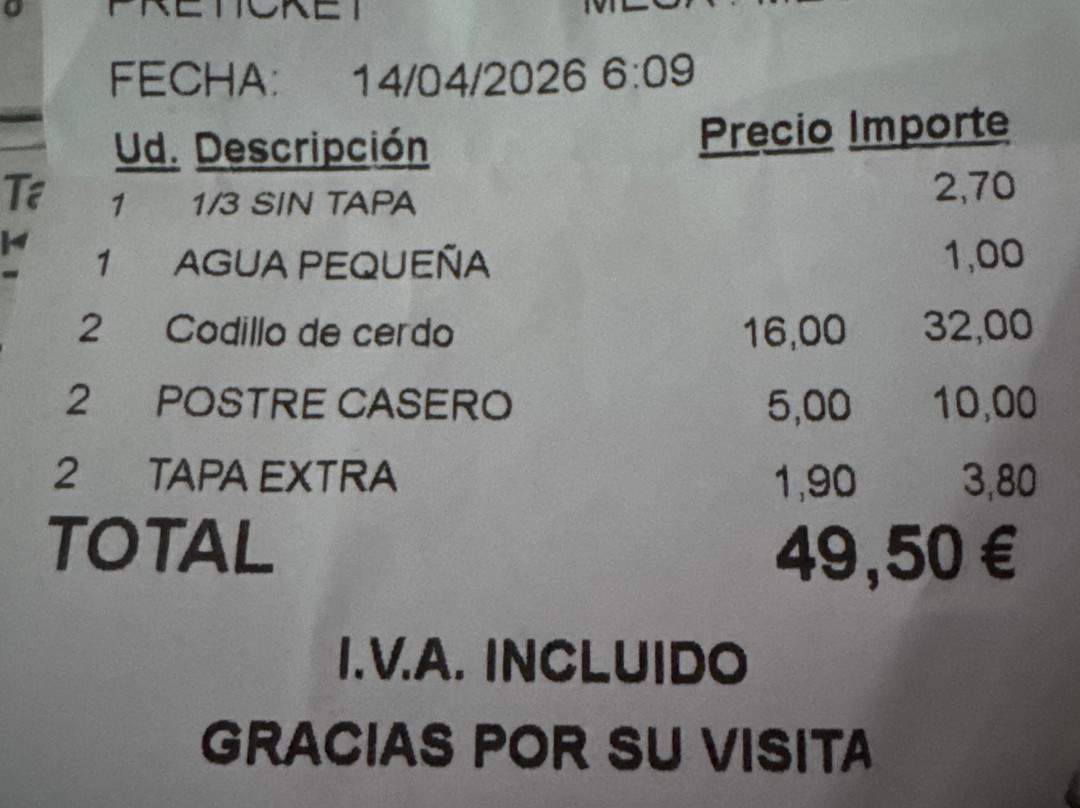 PRETICKET MESA :
FECHA: 14/04/2026 6:09
Ud. Descripción Precio Importe
1 1/3 SIN TAPA 2,70
1 AGUA PEQUEÑA 1,00
2 Codillo de cerdo 16,00 32,00
2 POSTRE CASERO 5,00 10,00
2 TAPA EXTRA 1,90 3,80
TOTAL 49,50 €
I.V.A. INCLUIDO
GRACIAS POR SU VISITA